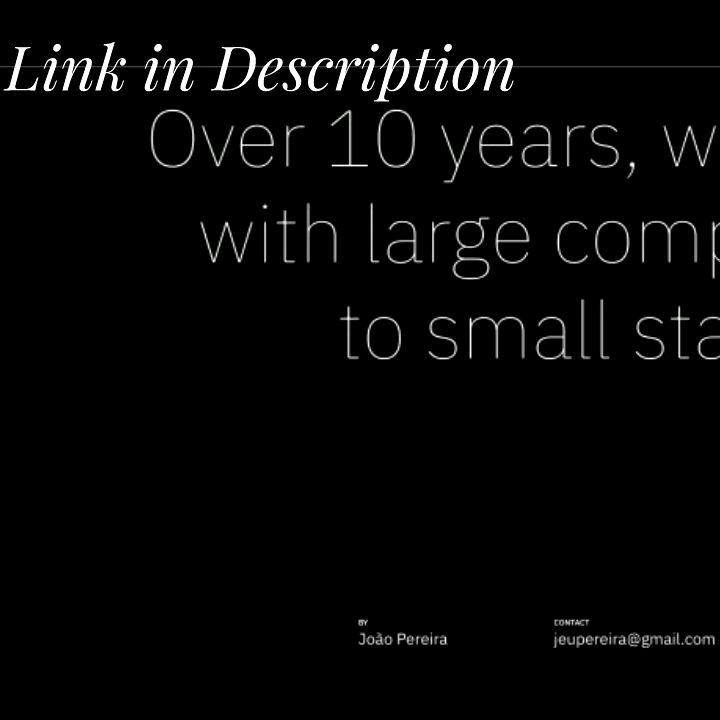 Link in Description
Over 10 years, w
with large comp
to small sta
BY
João Pereira
CONTACT
jeupereira@gmail.com